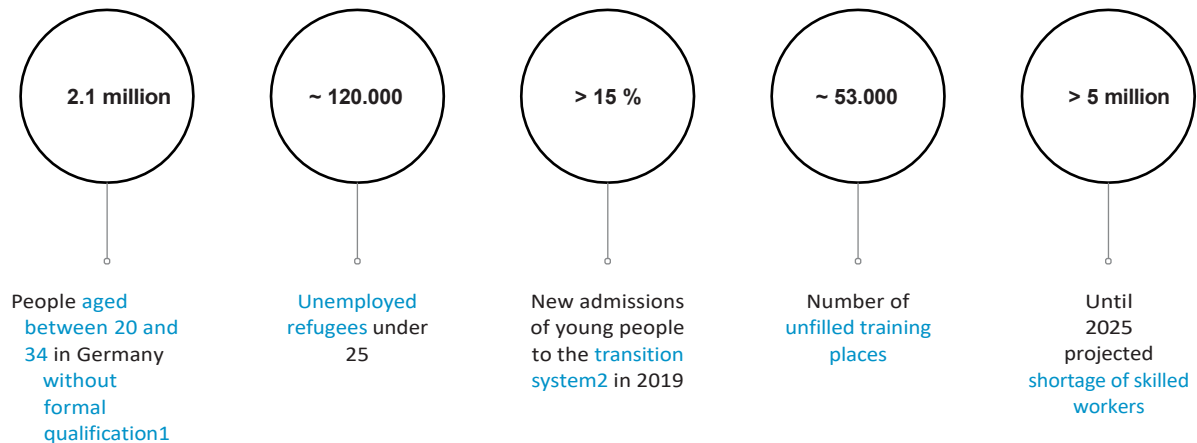 2.1 million
~ 120.000
> 15 %
~ 53.000
> 5 million
People aged
between 20 and
34 in Germany
without
formal
qualification1
Unemployed
refugees under
25
New admissions
of young people
to the transition
system2 in 2019
Number of
unfilled training
places
Until
2025
projected
shortage of skilled
workers